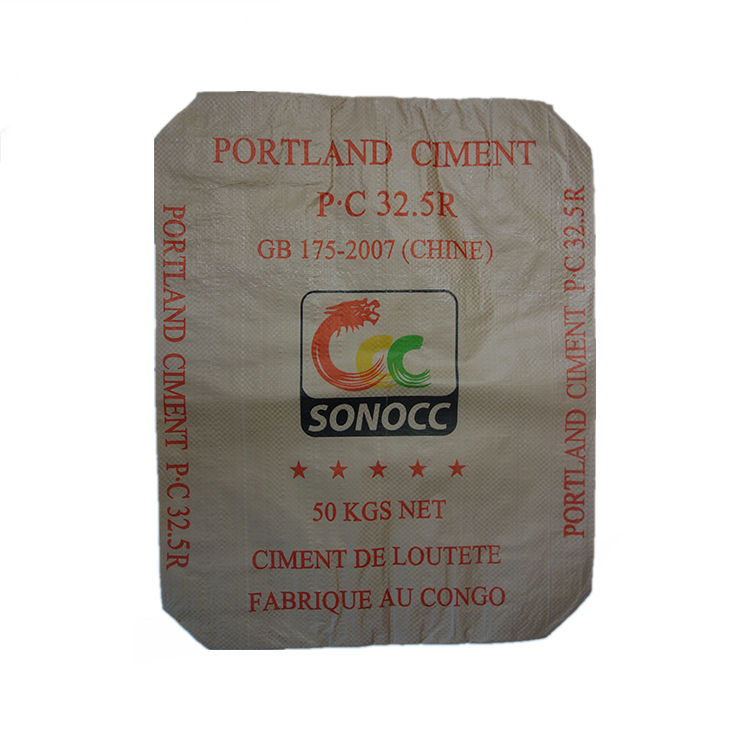 PORTLAND CIMENT
P·C 32.5R
GB 175-2007 (CHINE)
PORTLAND CIMENT P·C 32.5R
PORTLAND CIMENT P·C 32.5R
SONOCC
50 KGS NET
CIMENT DE LOUTETE
FABRIQUE AU CONGO